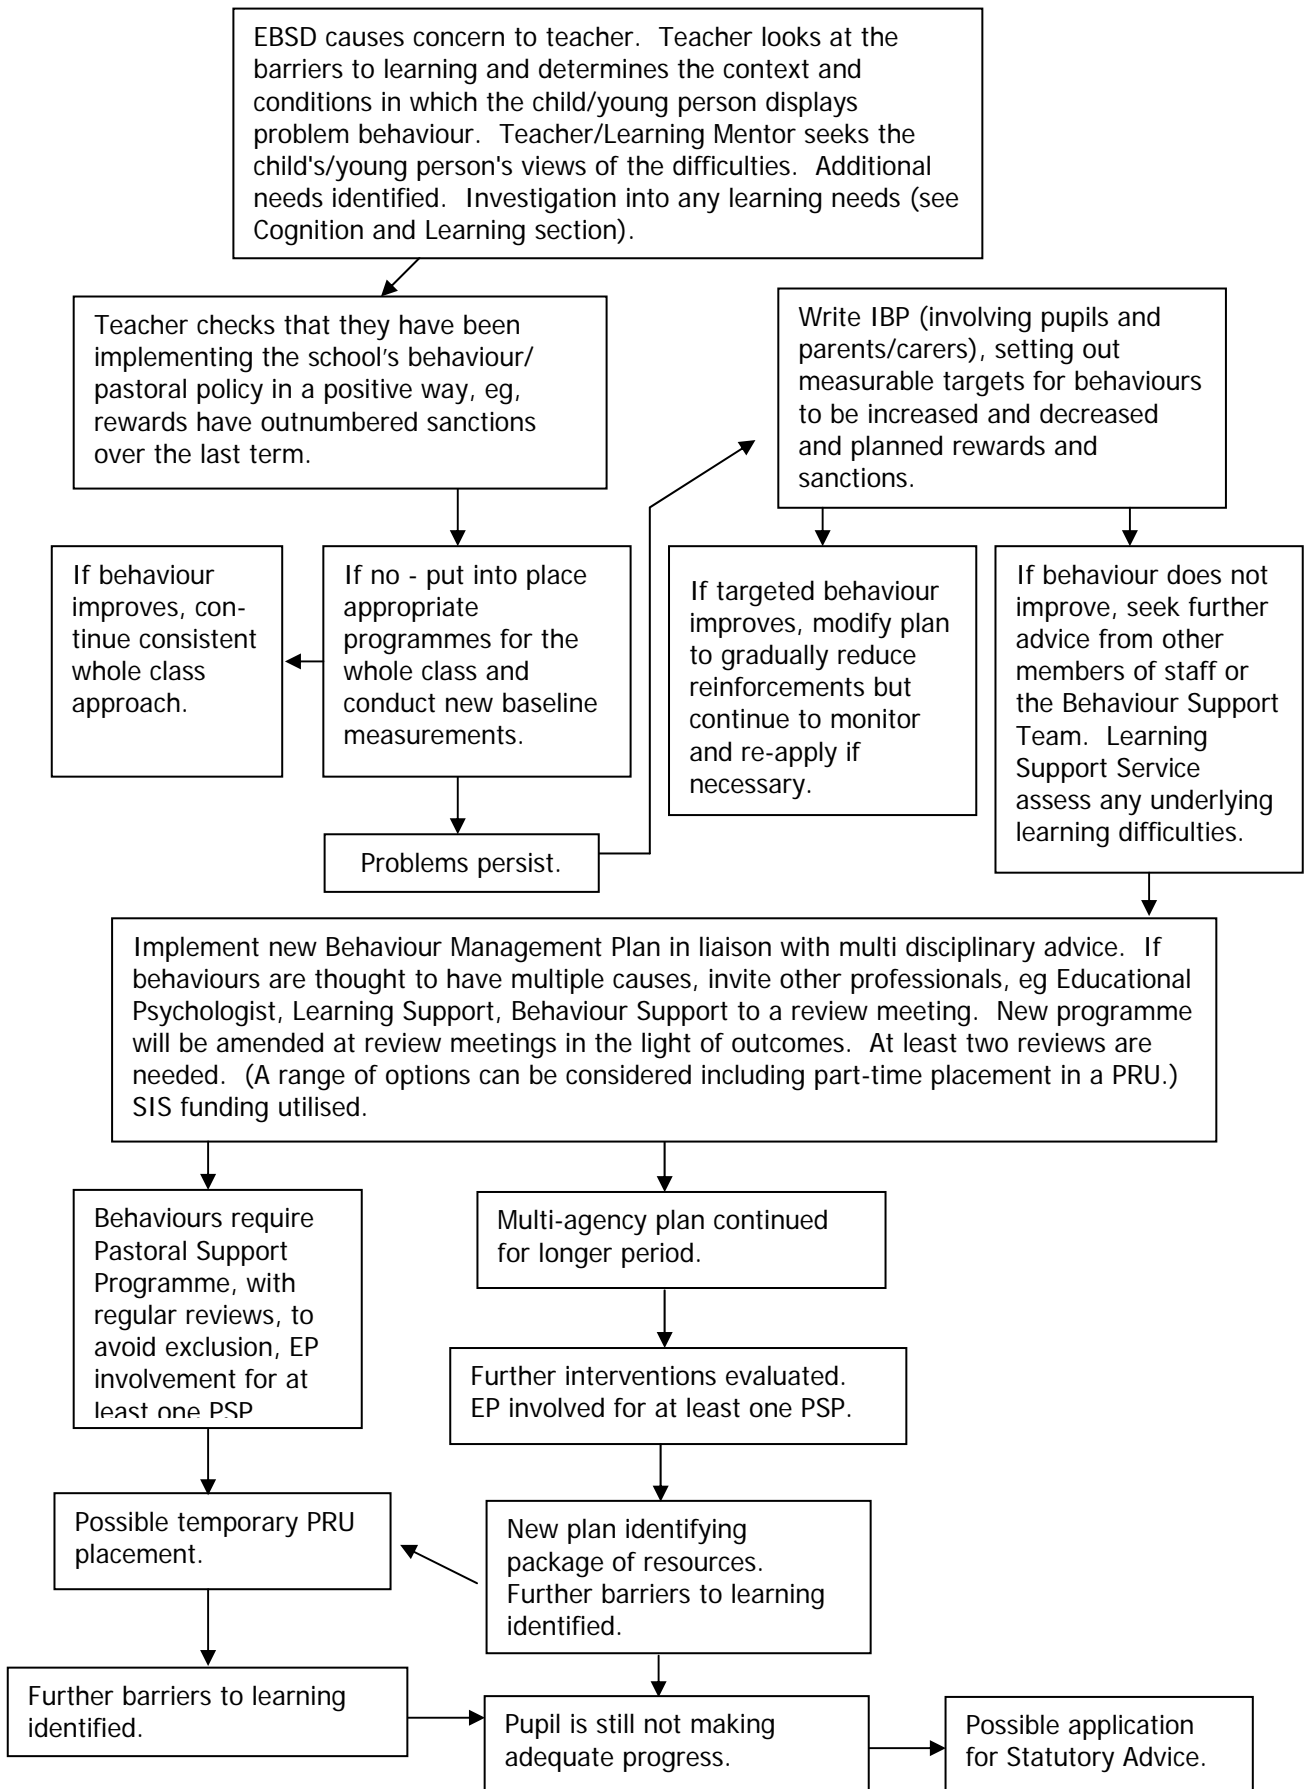 EBSD causes concern to teacher.  Teacher looks at the
barriers to learning and determines the context and
conditions in which the child/young person displays
problem behaviour.  Teacher/Learning Mentor seeks the
child's/young person's views of the difficulties.  Additional
needs identified.  Investigation into any learning needs (see
Cognition and Learning section).
Teacher checks that they have been
implementing the school's behaviour/
pastoral policy in a positive way, eg,
rewards have outnumbered sanctions
over the last term.
Write IBP (involving pupils and
parents/carers), setting out
measurable targets for behaviours
to be increased and decreased
and planned rewards and
sanctions.
If behaviour
improves, con-
tinue consistent
whole class
approach.
If no - put into place
appropriate
programmes for the
whole class and
conduct new baseline
measurements.
If targeted behaviour
improves, modify plan
to gradually reduce
reinforcements but
continue to monitor
and re-apply if
necessary.
If behaviour does not
improve, seek further
advice from other
members of staff or
the Behaviour Support
Team.  Learning
Support Service
assess any underlying
learning difficulties.
Problems persist.
Implement new Behaviour Management Plan in liaison with multi disciplinary advice.  If
behaviours are thought to have multiple causes, invite other professionals, eg Educational
Psychologist, Learning Support, Behaviour Support to a review meeting.  New programme
will be amended at review meetings in the light of outcomes.  At least two reviews are
needed.  (A range of options can be considered including part-time placement in a PRU.)
SIS funding utilised.
Behaviours require
Pastoral Support
Programme, with
regular reviews, to
avoid exclusion, EP
involvement for at
least one PSP
Multi-agency plan continued
for longer period.
Further interventions evaluated.
EP involved for at least one PSP.
Possible temporary PRU
placement.
New plan identifying
package of resources.
Further barriers to learning
identified.
Further barriers to learning
identified.
Pupil is still not making
adequate progress.
Possible application
for Statutory Advice.